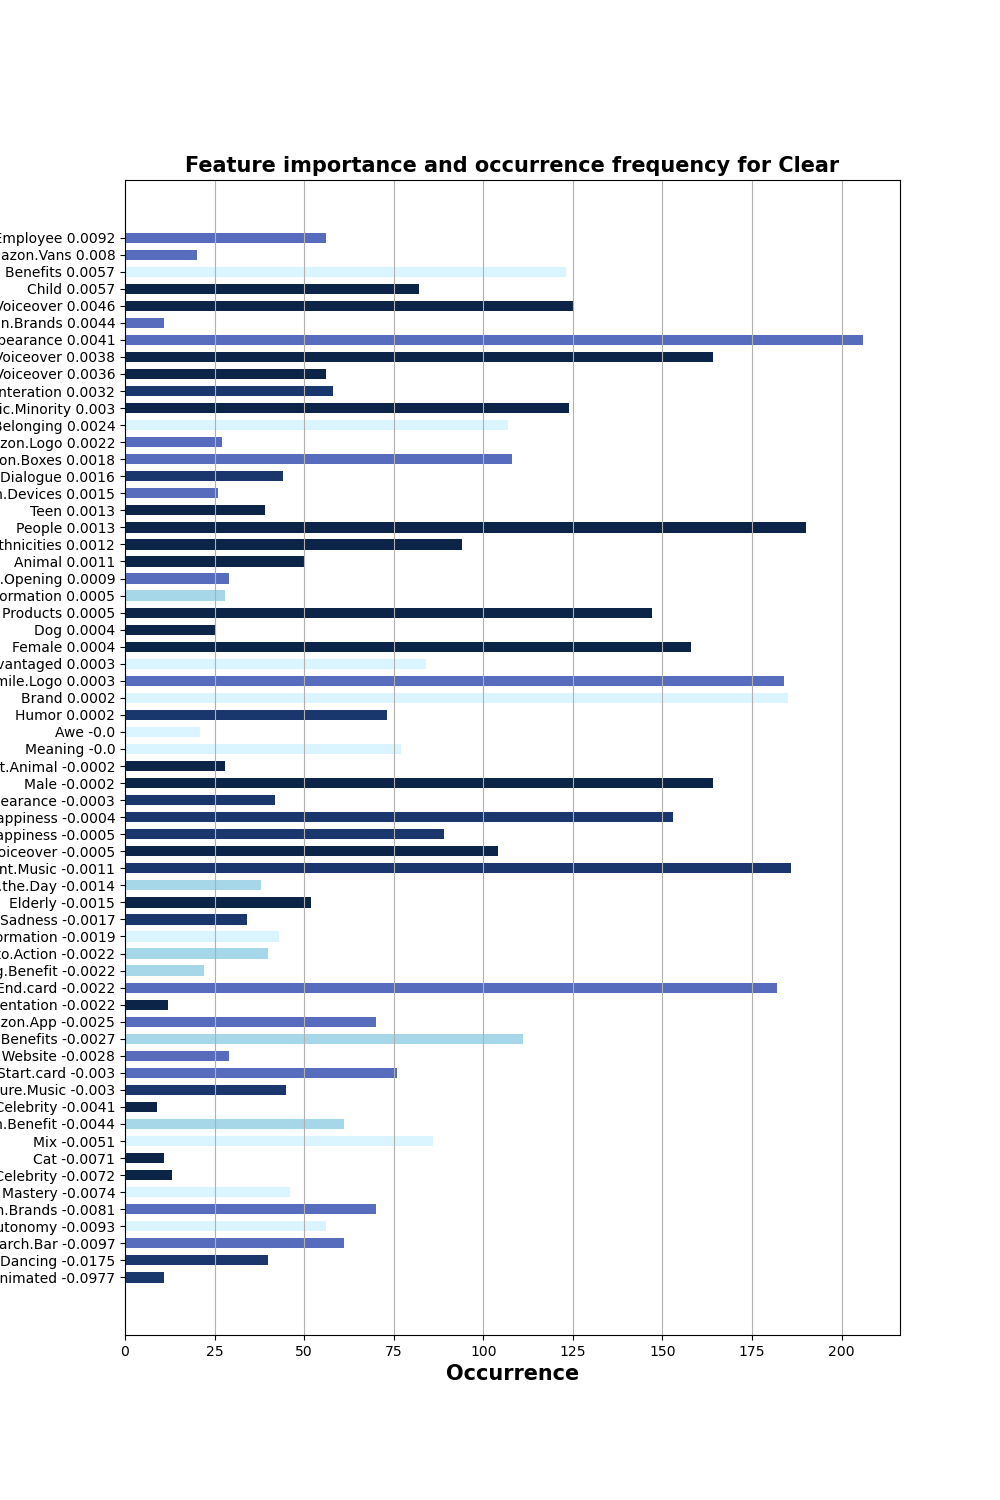 Feature importance and occurrence frequency for Clear
Employee 0.0092
azon.Vans 0.008
Benefits 0.0057
Child 0.0057
Voiceover 0.0046
n.Brands 0.0044
pearance 0.0041
Voiceover 0.0038
Voiceover 0.0036
nteration 0.0032
ic.Minority 0.003
Belonging 0.0024
zon.Logo 0.0022
on.Boxes 0.0018
Dialogue 0.0016
n.Devices 0.0015
Teen 0.0013
People 0.0013
thnicities 0.0012
Animal 0.0011
.Opening 0.0009
ormation 0.0005
Products 0.0005
Dog 0.0004
Female 0.0004
vantaged 0.0003
mile.Logo 0.0003
Brand 0.0002
Humor 0.0002
Awe -0.0
Meaning -0.0
t.Animal -0.0002
Male -0.0002
earance -0.0003
appiness -0.0004
appiness -0.0005
oiceover -0.0005
nt.Music -0.0011
.the.Day -0.0014
Elderly -0.0015
Sadness -0.0017
ormation -0.0019
to.Action -0.0022
g.Benefit -0.0022
End.card -0.0022
entation -0.0022
zon.App -0.0025
Benefits -0.0027
.Website -0.0028
Start.card -0.003
ure.Music -0.003
Celebrity -0.0041
n.Benefit -0.0044
Mix -0.0051
Cat -0.0071
Celebrity -0.0072
Mastery -0.0074
n.Brands -0.0081
utonomy -0.0093
arch.Bar -0.0097
Dancing -0.0175
nimated -0.0977
0 25 50 75 100 125 150 175 200
Occurrence